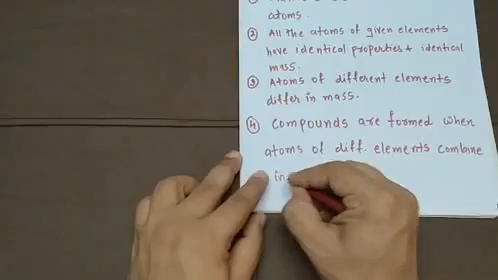 atoms.
② All the atoms of given elements
have identical properties & identical
mass.
③ Atoms of different elements
differ in mass.
④ Compounds are formed when
atoms of diff. elements combine
in